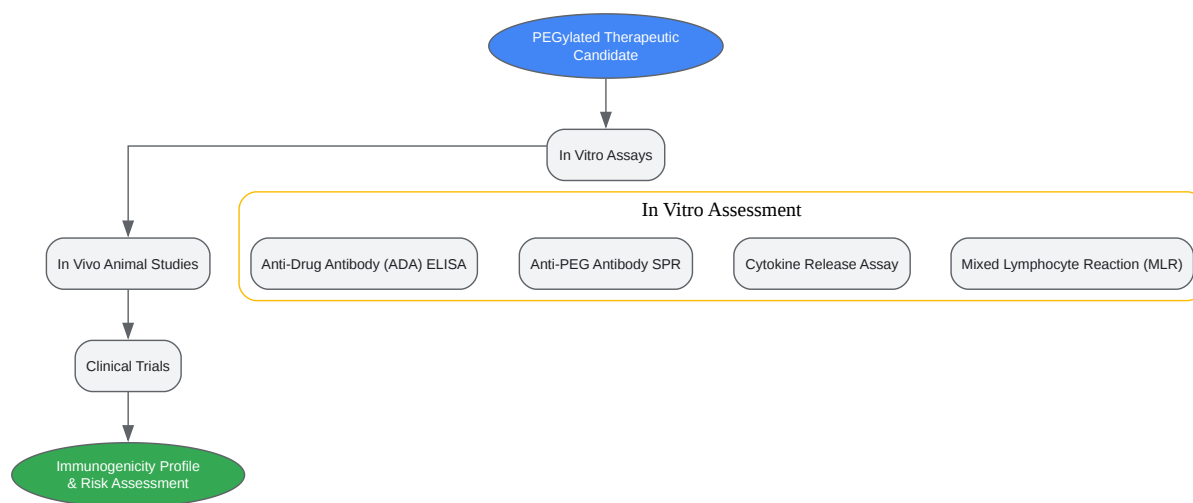 PEGylated Therapeutic
Candidate
In Vitro Assays
In Vitro Assessment
In Vivo Animal Studies
Anti-Drug Antibody (ADA) ELISA
Anti-PEG Antibody SPR
Cytokine Release Assay
Mixed Lymphocyte Reaction (MLR)
Clinical Trials
Immunogenicity Profile
& Risk Assessment